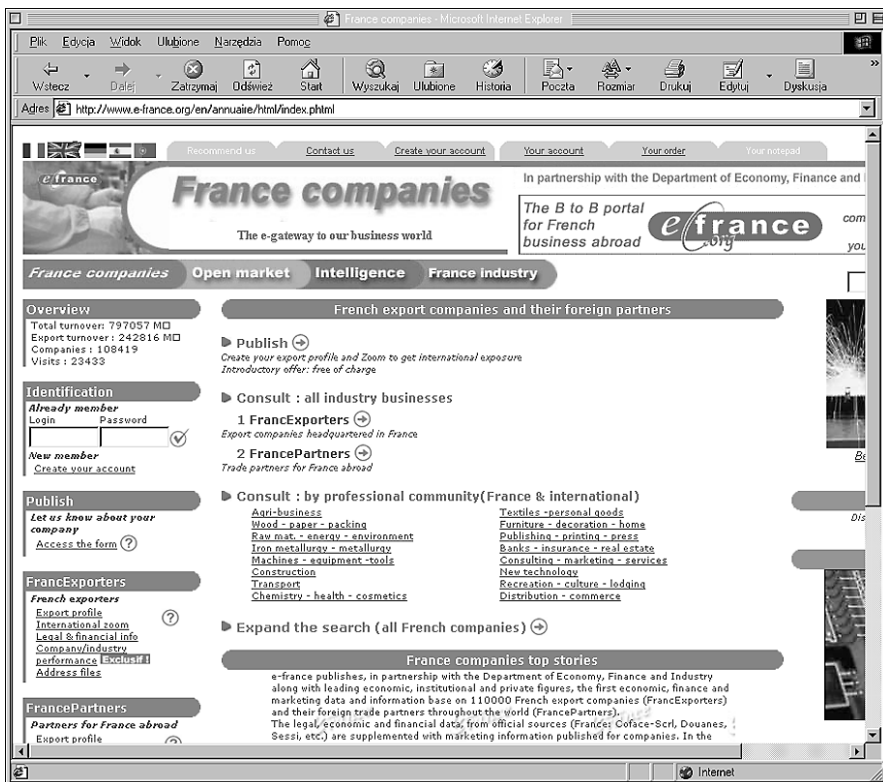 France companies - Microsoft Internet Explorer
Plik Edycja Widok Ulubione Narzędzia Pomoc
Wstecz Dalej Zatrzymaj Odśwież Start Wyszukaj Ulubione Historia Poczta Rozmiar Drukuj Edytuj Dyskusja
Adres http://www.e-france.org/en/annuaire/html/index.phtml
Recommend us Contact us Create your account Your account Your order Your notepad
e france
France companies
The e-gateway to our business world
In partnership with the Department of Economy, Finance and I
The B to B portal
for French
business abroad
e france
.org
com
you
France companies Open market Intelligence France industry
Overview
Total turnover: 797057 M□
Export turnover : 242816 M□
Companies : 108419
Visits : 23433
Identification
Already member
Login Password
New member
Create your account
Publish
Let us know about your
company
Access the form ?
FrancExporters
French exporters
Export profile
International zoom
?
Legal & financial info
Company/industry
performance Exclusif !
Address files
FrancePartners
Partners for France abroad
Export profile
?
French export companies and their foreign partners
Publish
Create your export profile and Zoom to get international exposure
Introductory offer: free of charge
Consult : all industry businesses
1 FrancExporters
Export companies headquartered in France
2 FrancePartners
Trade partners for France abroad
Consult : by professional community(France & international)
Agri-business
Wood - paper - packing
Raw mat. - energy - environment
Iron metallurgy - metallurgy
Machines - equipment -tools
Construction
Transport
Chemistry - health - cosmetics
Textiles -personal goods
Furniture - decoration - home
Publishing - printing - press
Banks - insurance - real estate
Consulting - marketing - services
New technology
Recreation - culture - lodging
Distribution - commerce
Expand the search (all French companies)
France companies top stories
e-france publishes, in partnership with the Department of Economy, Finance and Industry
along with leading economic, institutional and private figures, the first economic, finance and
marketing data and information base on 110000 French export companies (FrancExporters)
and their foreign trade partners throughout the world (FrancePartners).
The legal, economic and financial data from official sources (France: Coface-Scrl, Douanes,
Sessi, etc) are supplemented with marketing information published for companies. In the
Be
Dis
Internet